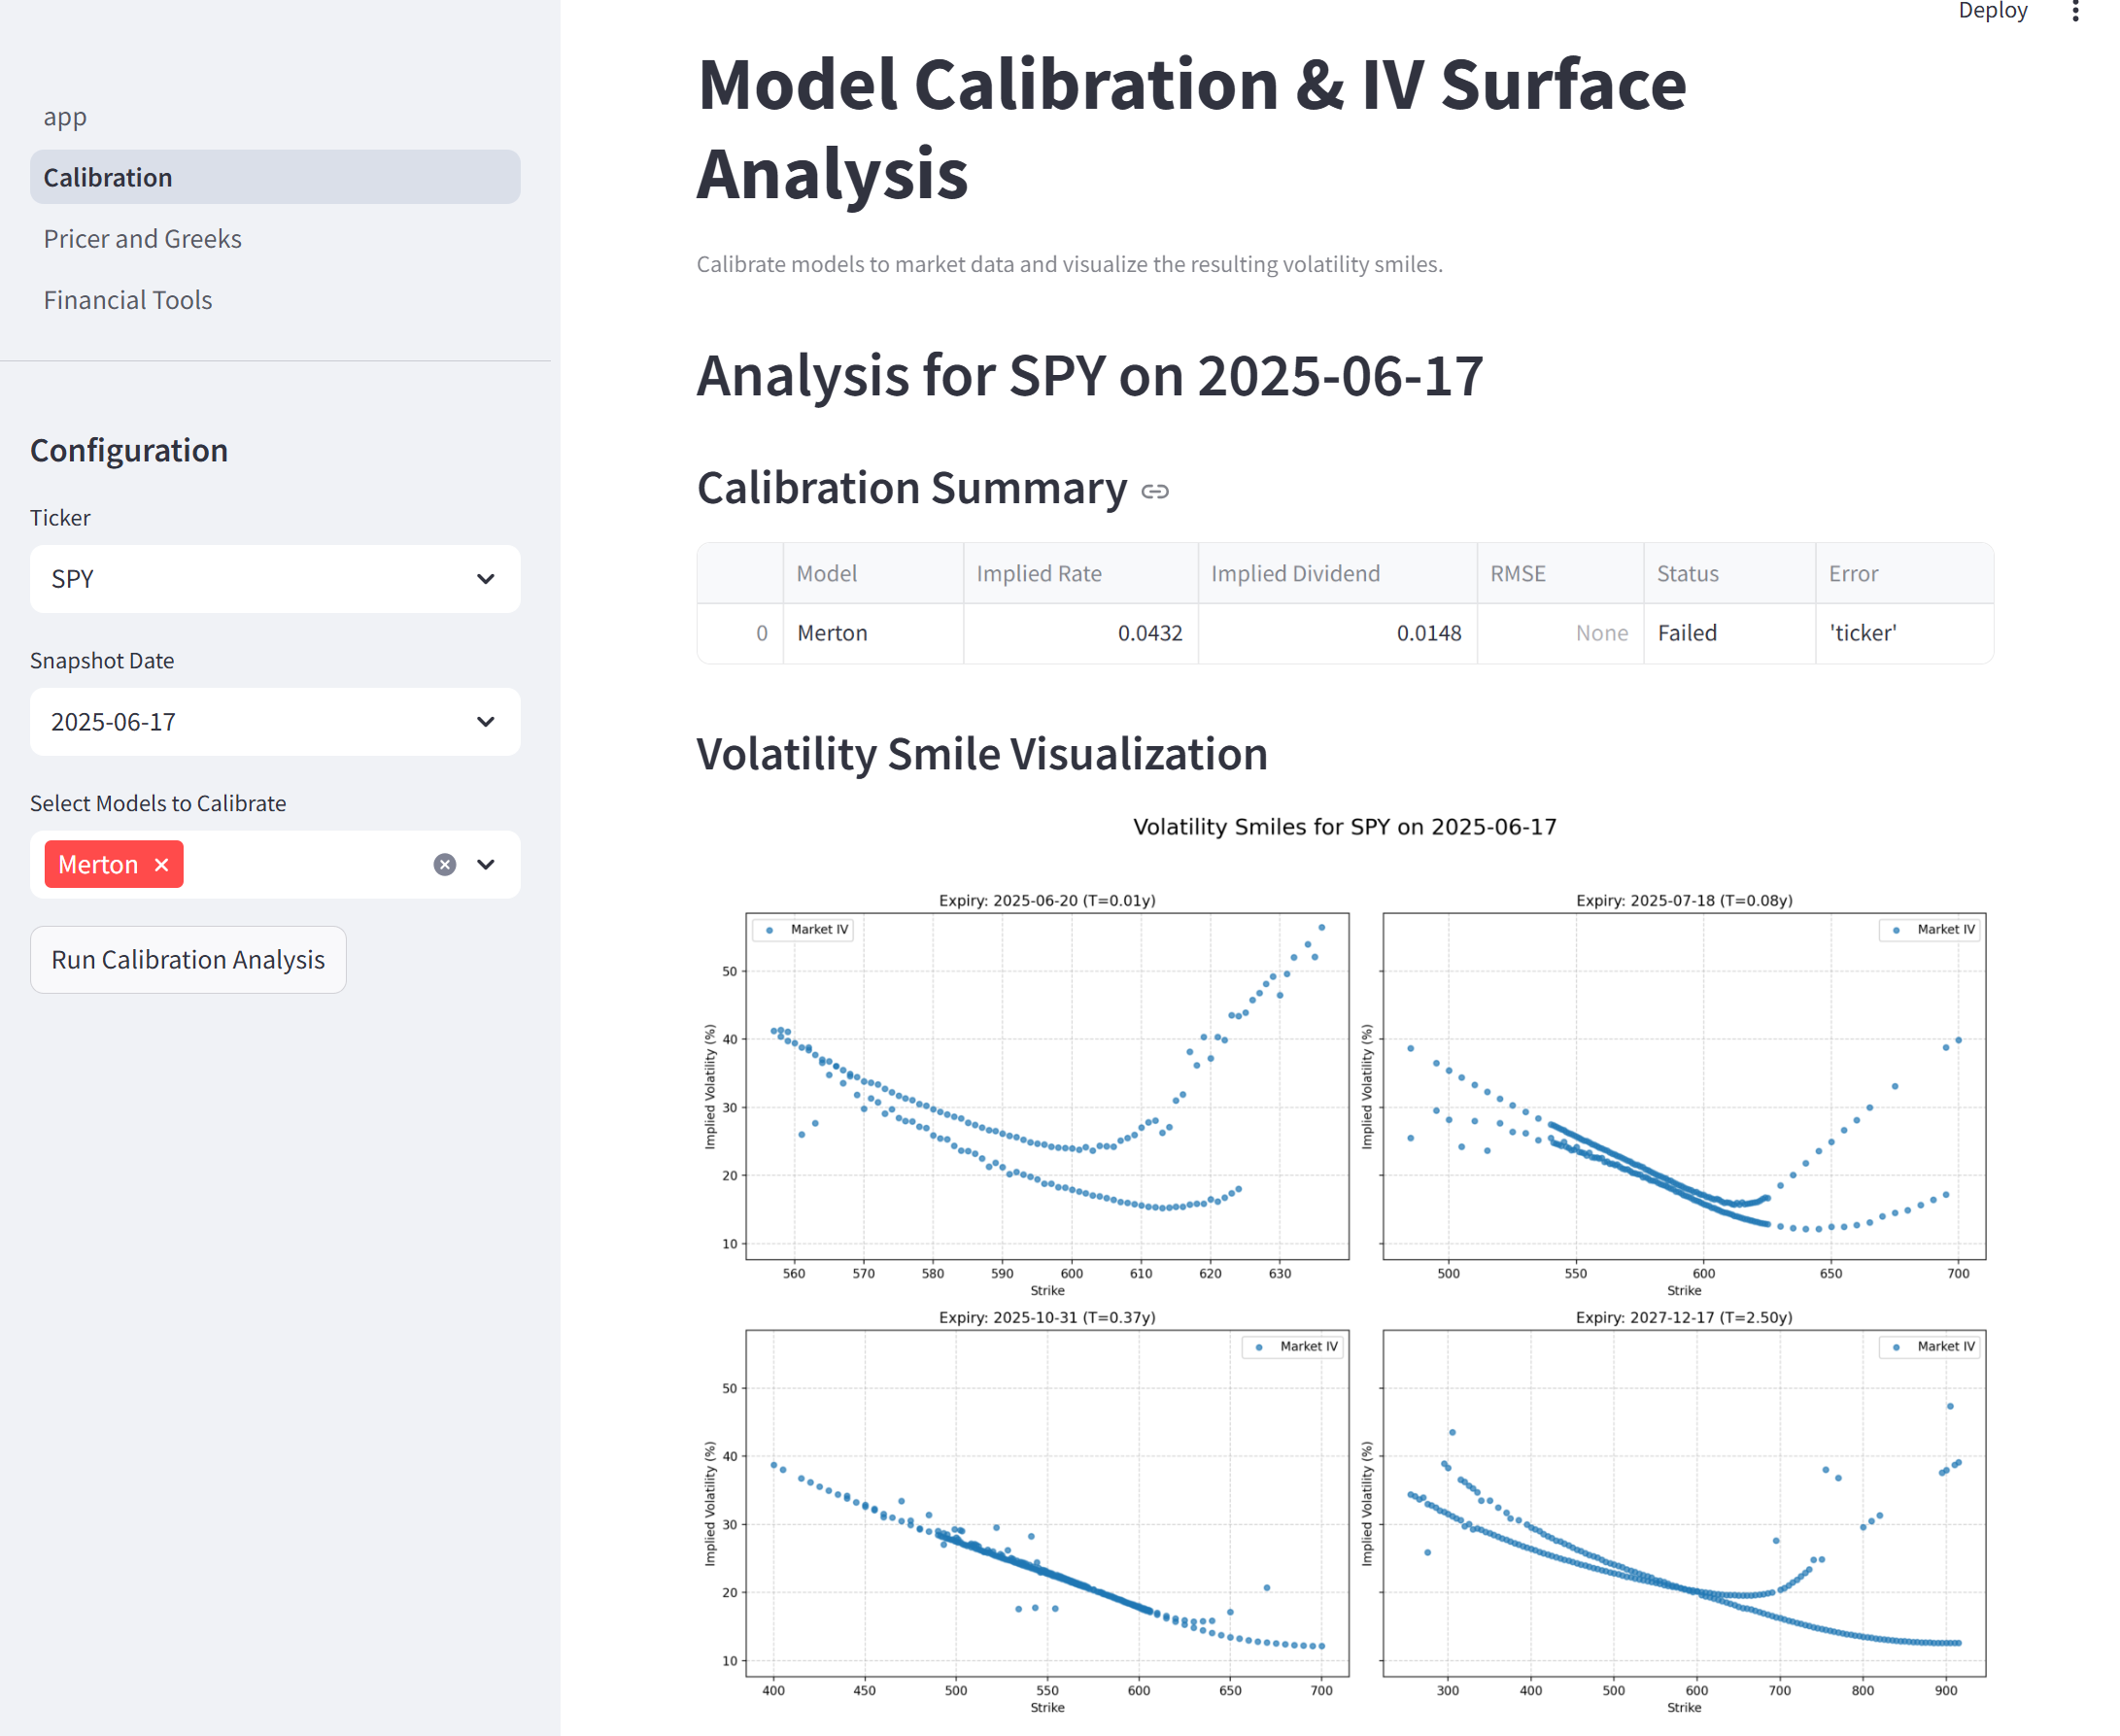 Deploy
app
Calibration
Pricer and Greeks
Financial Tools
Configuration
Ticker
SPY
Snapshot Date
2025-06-17
Select Models to Calibrate
Merton
Run Calibration Analysis
Model Calibration & IV Surface
Analysis
Calibrate models to market data and visualize the resulting volatility smiles.
Analysis for SPY on 2025-06-17
Calibration Summary
Model Implied Rate Implied Dividend RMSE Status Error
0 Merton 0.0432 0.0148 None Failed 'ticker'
Volatility Smile Visualization
Volatility Smiles for SPY on 2025-06-17
Expiry: 2025-06-20 (T=0.01y)
Market IV
Implied Volatility (%)
50
40
30
20
10
560 570 580 590 600 610 620 630
Strike
Expiry: 2025-07-18 (T=0.08y)
Market IV
Implied Volatility (%)
500 550 600 650 700
Strike
Expiry: 2025-10-31 (T=0.37y)
Market IV
Implied Volatility (%)
50
40
30
20
10
400 450 500 550 600 650 700
Strike
Expiry: 2027-12-17 (T=2.50y)
Market IV
Implied Volatility (%)
300 400 500 600 700 800 900
Strike